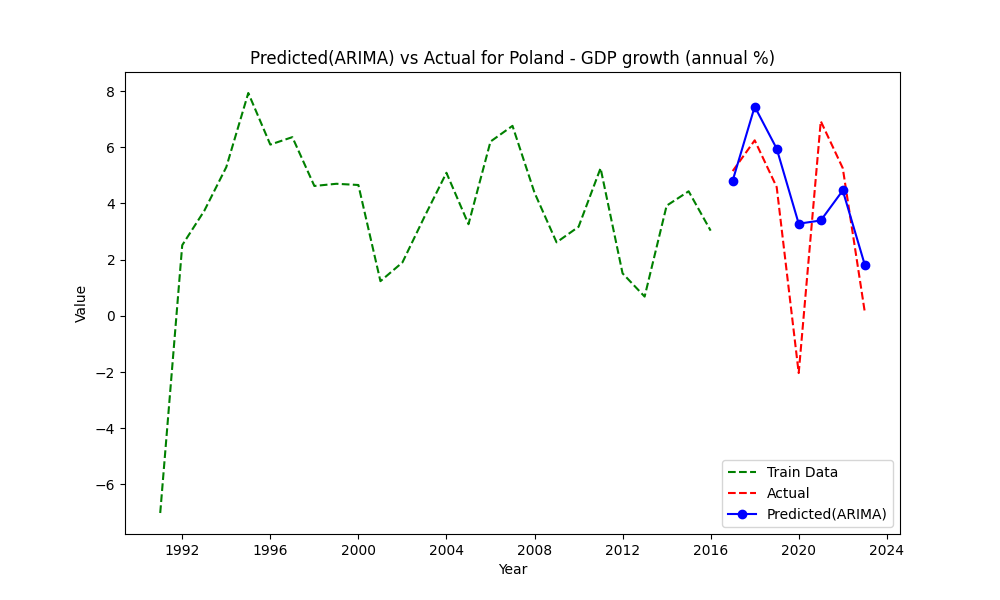 Predicted(ARIMA) vs Actual for Poland - GDP growth (annual %)
Value
8
6
4
2
0
−2
−4
−6
1992 1996 2000 2004 2008 2012 2016 2020 2024
Year
Train Data
Actual
Predicted(ARIMA)